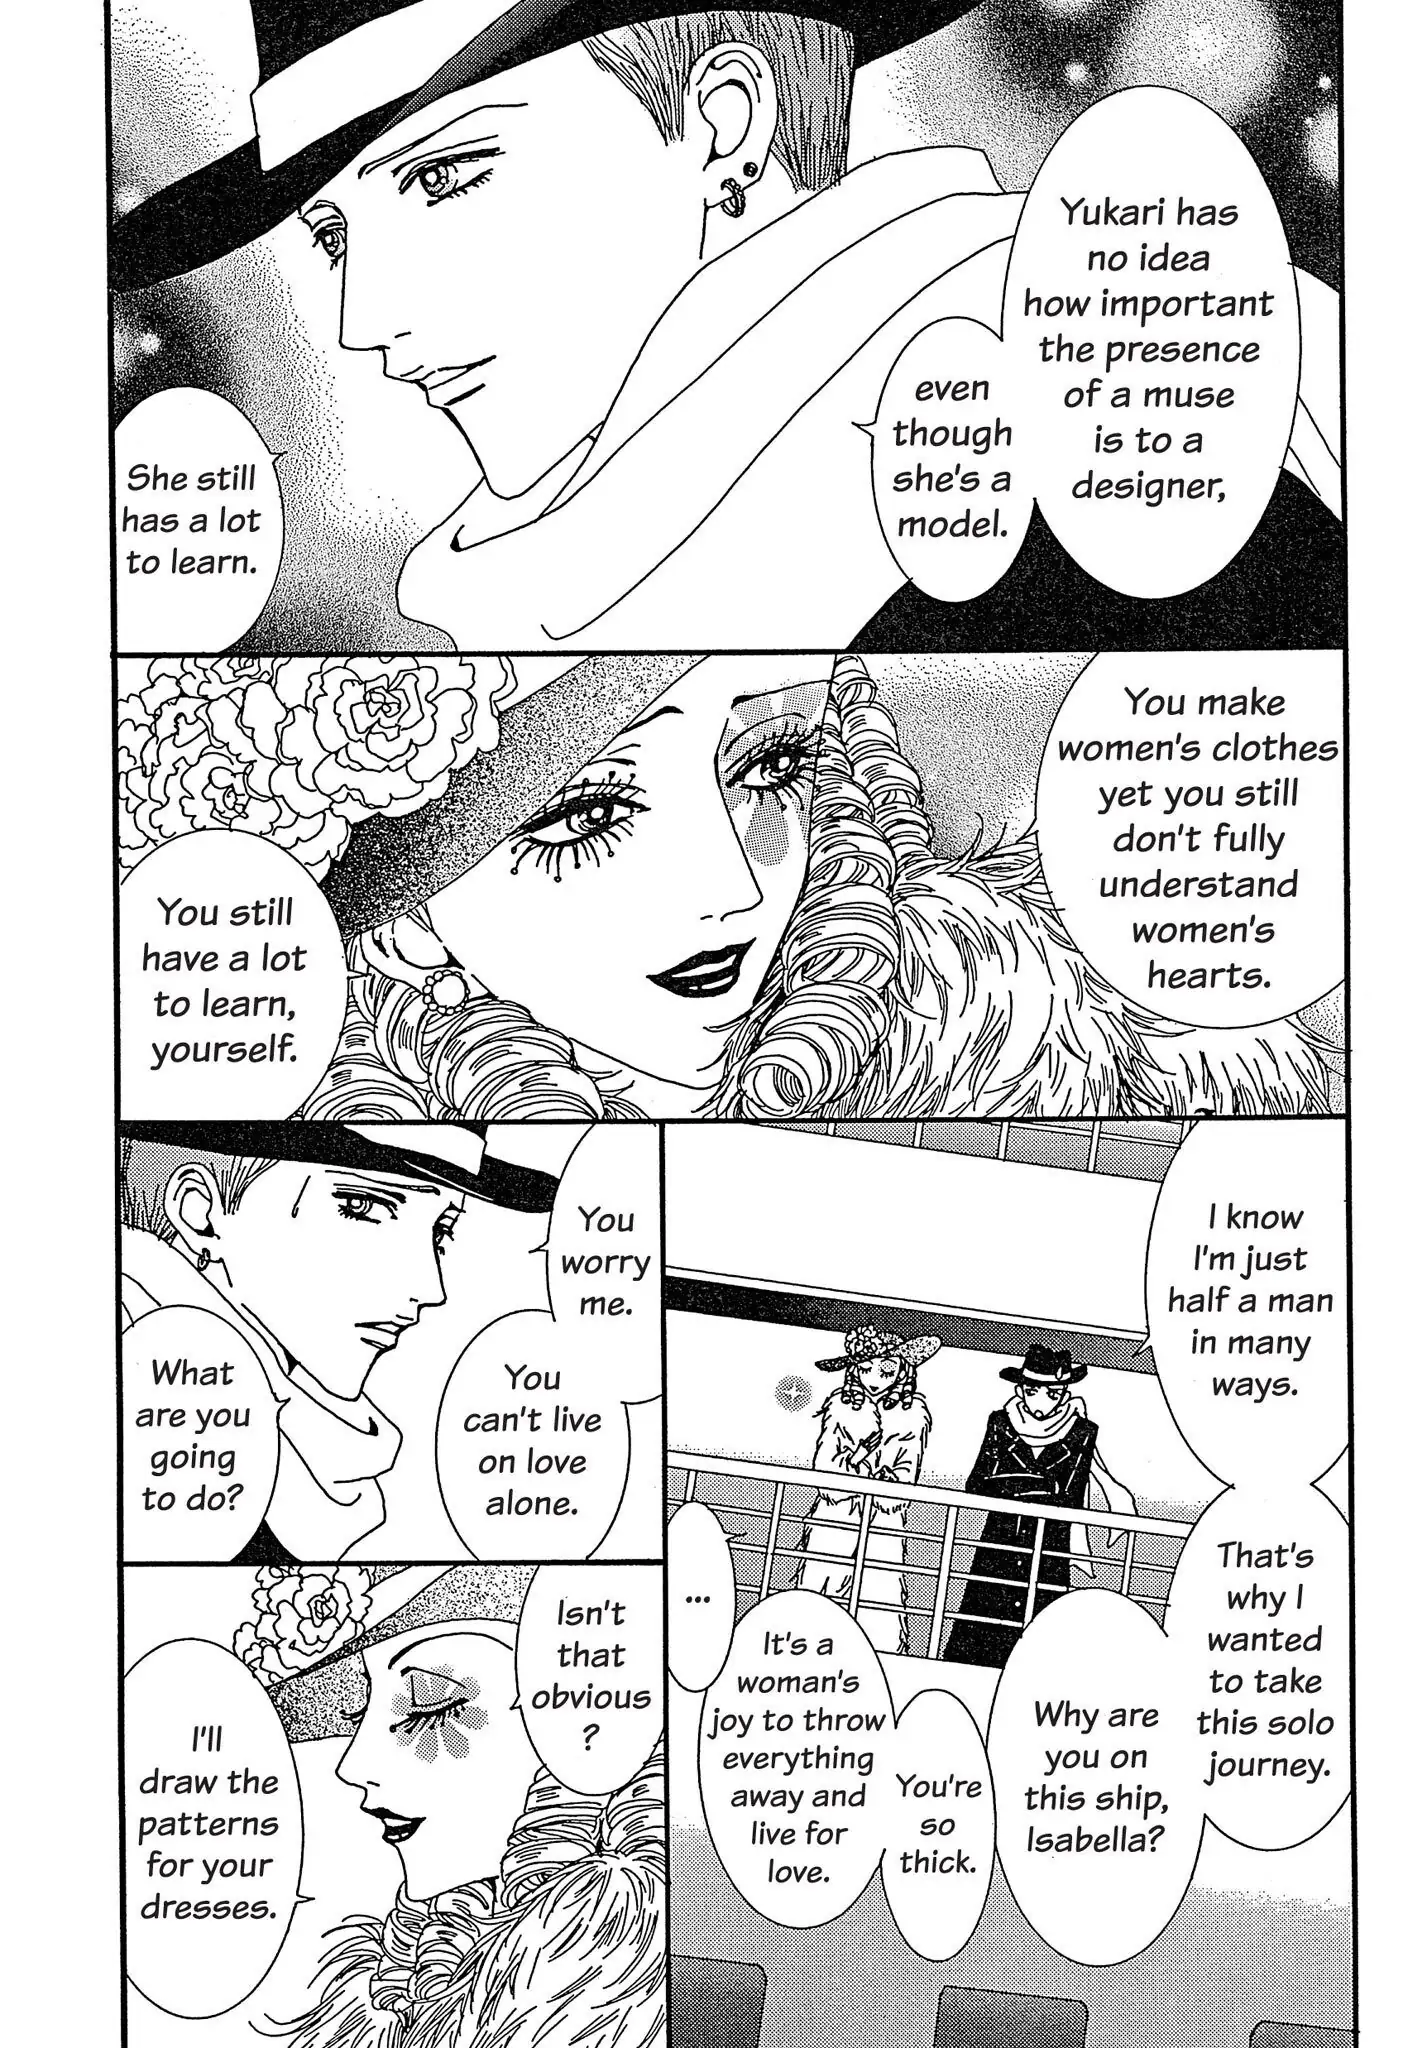 Yukari has
no idea
how important
the presence
of a muse
is to a
designer,
even
though
she's a
model.
She still
has a lot
to learn.
You make
women's clothes
yet you still
don't fully
understand
women's
hearts.
You still
have a lot
to learn,
yourself.
I know
I'm just
half a man
in many
ways.
That's
why I
wanted
to take
this solo
journey.
Why are
you on
this ship,
Isabella?
You're
so
thick.
It's a
woman's
joy to throw
everything
away and
live for
love.
...
You
worry
me.
You
can't live
on love
alone.
What
are you
going
to do?
Isn't
that
obvious
?
I'll
draw the
patterns
for your
dresses.